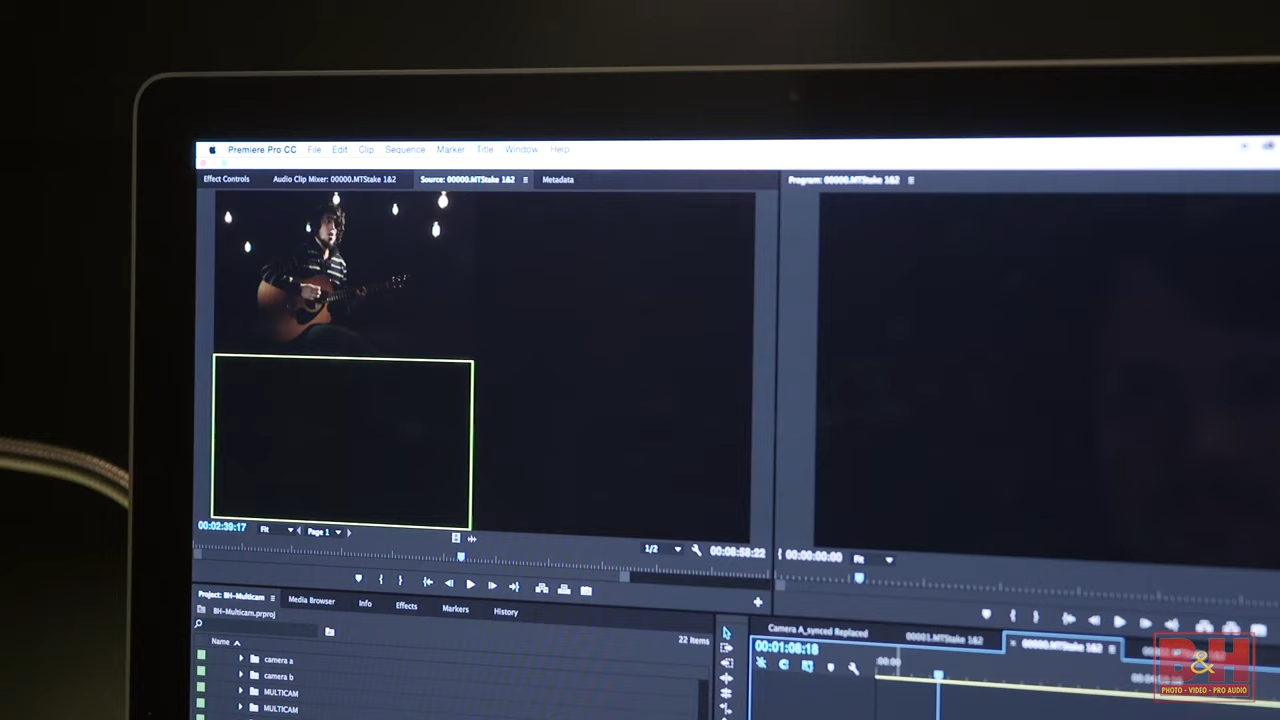 Premiere Pro CC File Edit Clip Sequence Marker Title Window Help
Effect Controls Audio Clip Mixer: 00000.MTStake 1&2 Source: 00000.MTStake 1&2 Metadata Program: 00000.MTStake 1&2
00:02:39:17 Fit Page 1 1/2 00:08:58:22 00:00:00:00 Fit
Project: BH-Multicam Media Browser Info Effects Markers History
BH-Multicam.prproj
22 Items
Name
camera a
camera b
MULTICAM
MULTICAM
Camera A_synced Replaced 00001.MTStake 1&2 00000.MTStake 1&2
00:01:08:18
:00:00
B&H
PHOTO - VIDEO - PRO AUDIO